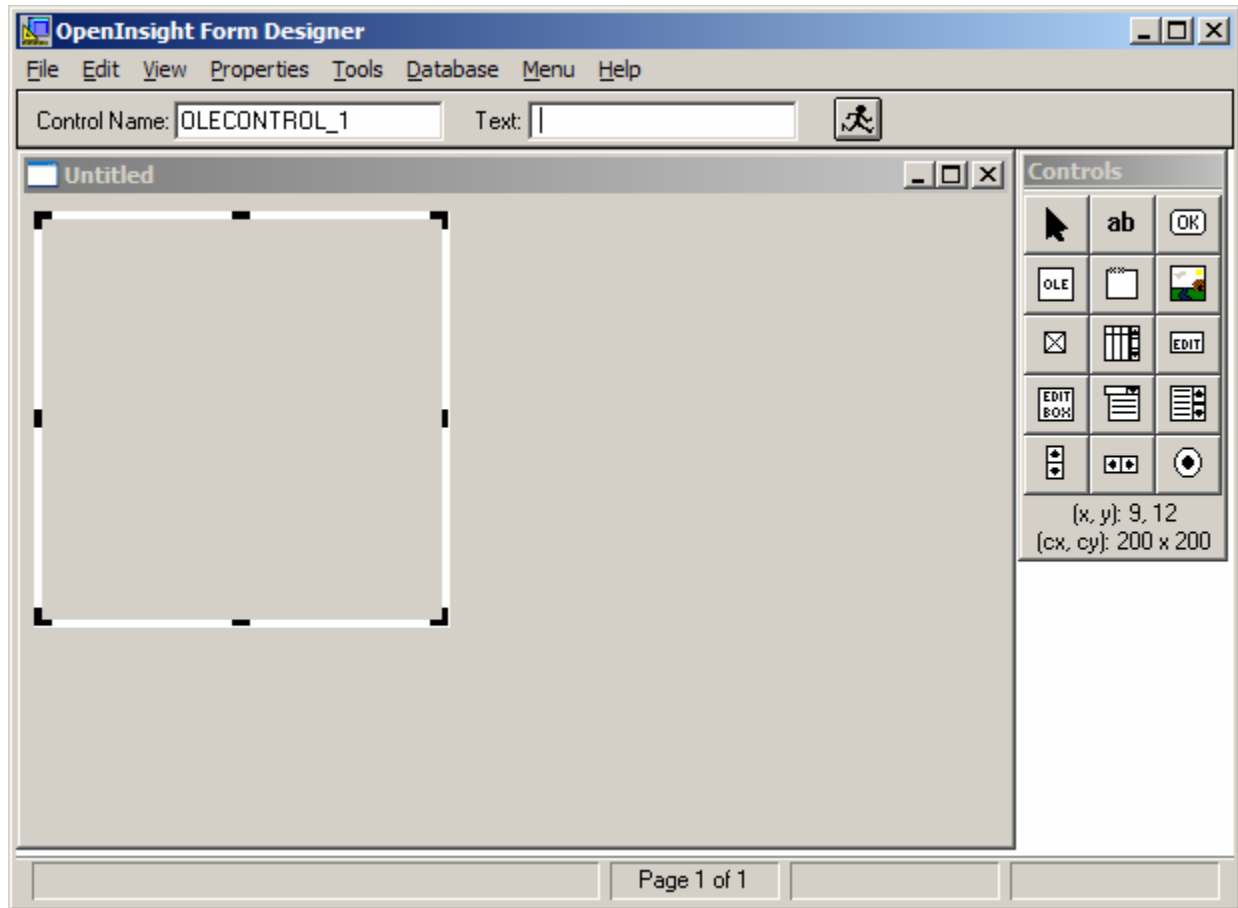 OpenInsight Form Designer
File Edit View Properties Tools Database Menu Help
Control Name: OLECONTROL_1 Text:
Untitled
Controls
ab OK
OLE
EDIT
EDIT
BOX
(x, y): 9, 12
(cx, cy): 200 x 200
Page 1 of 1